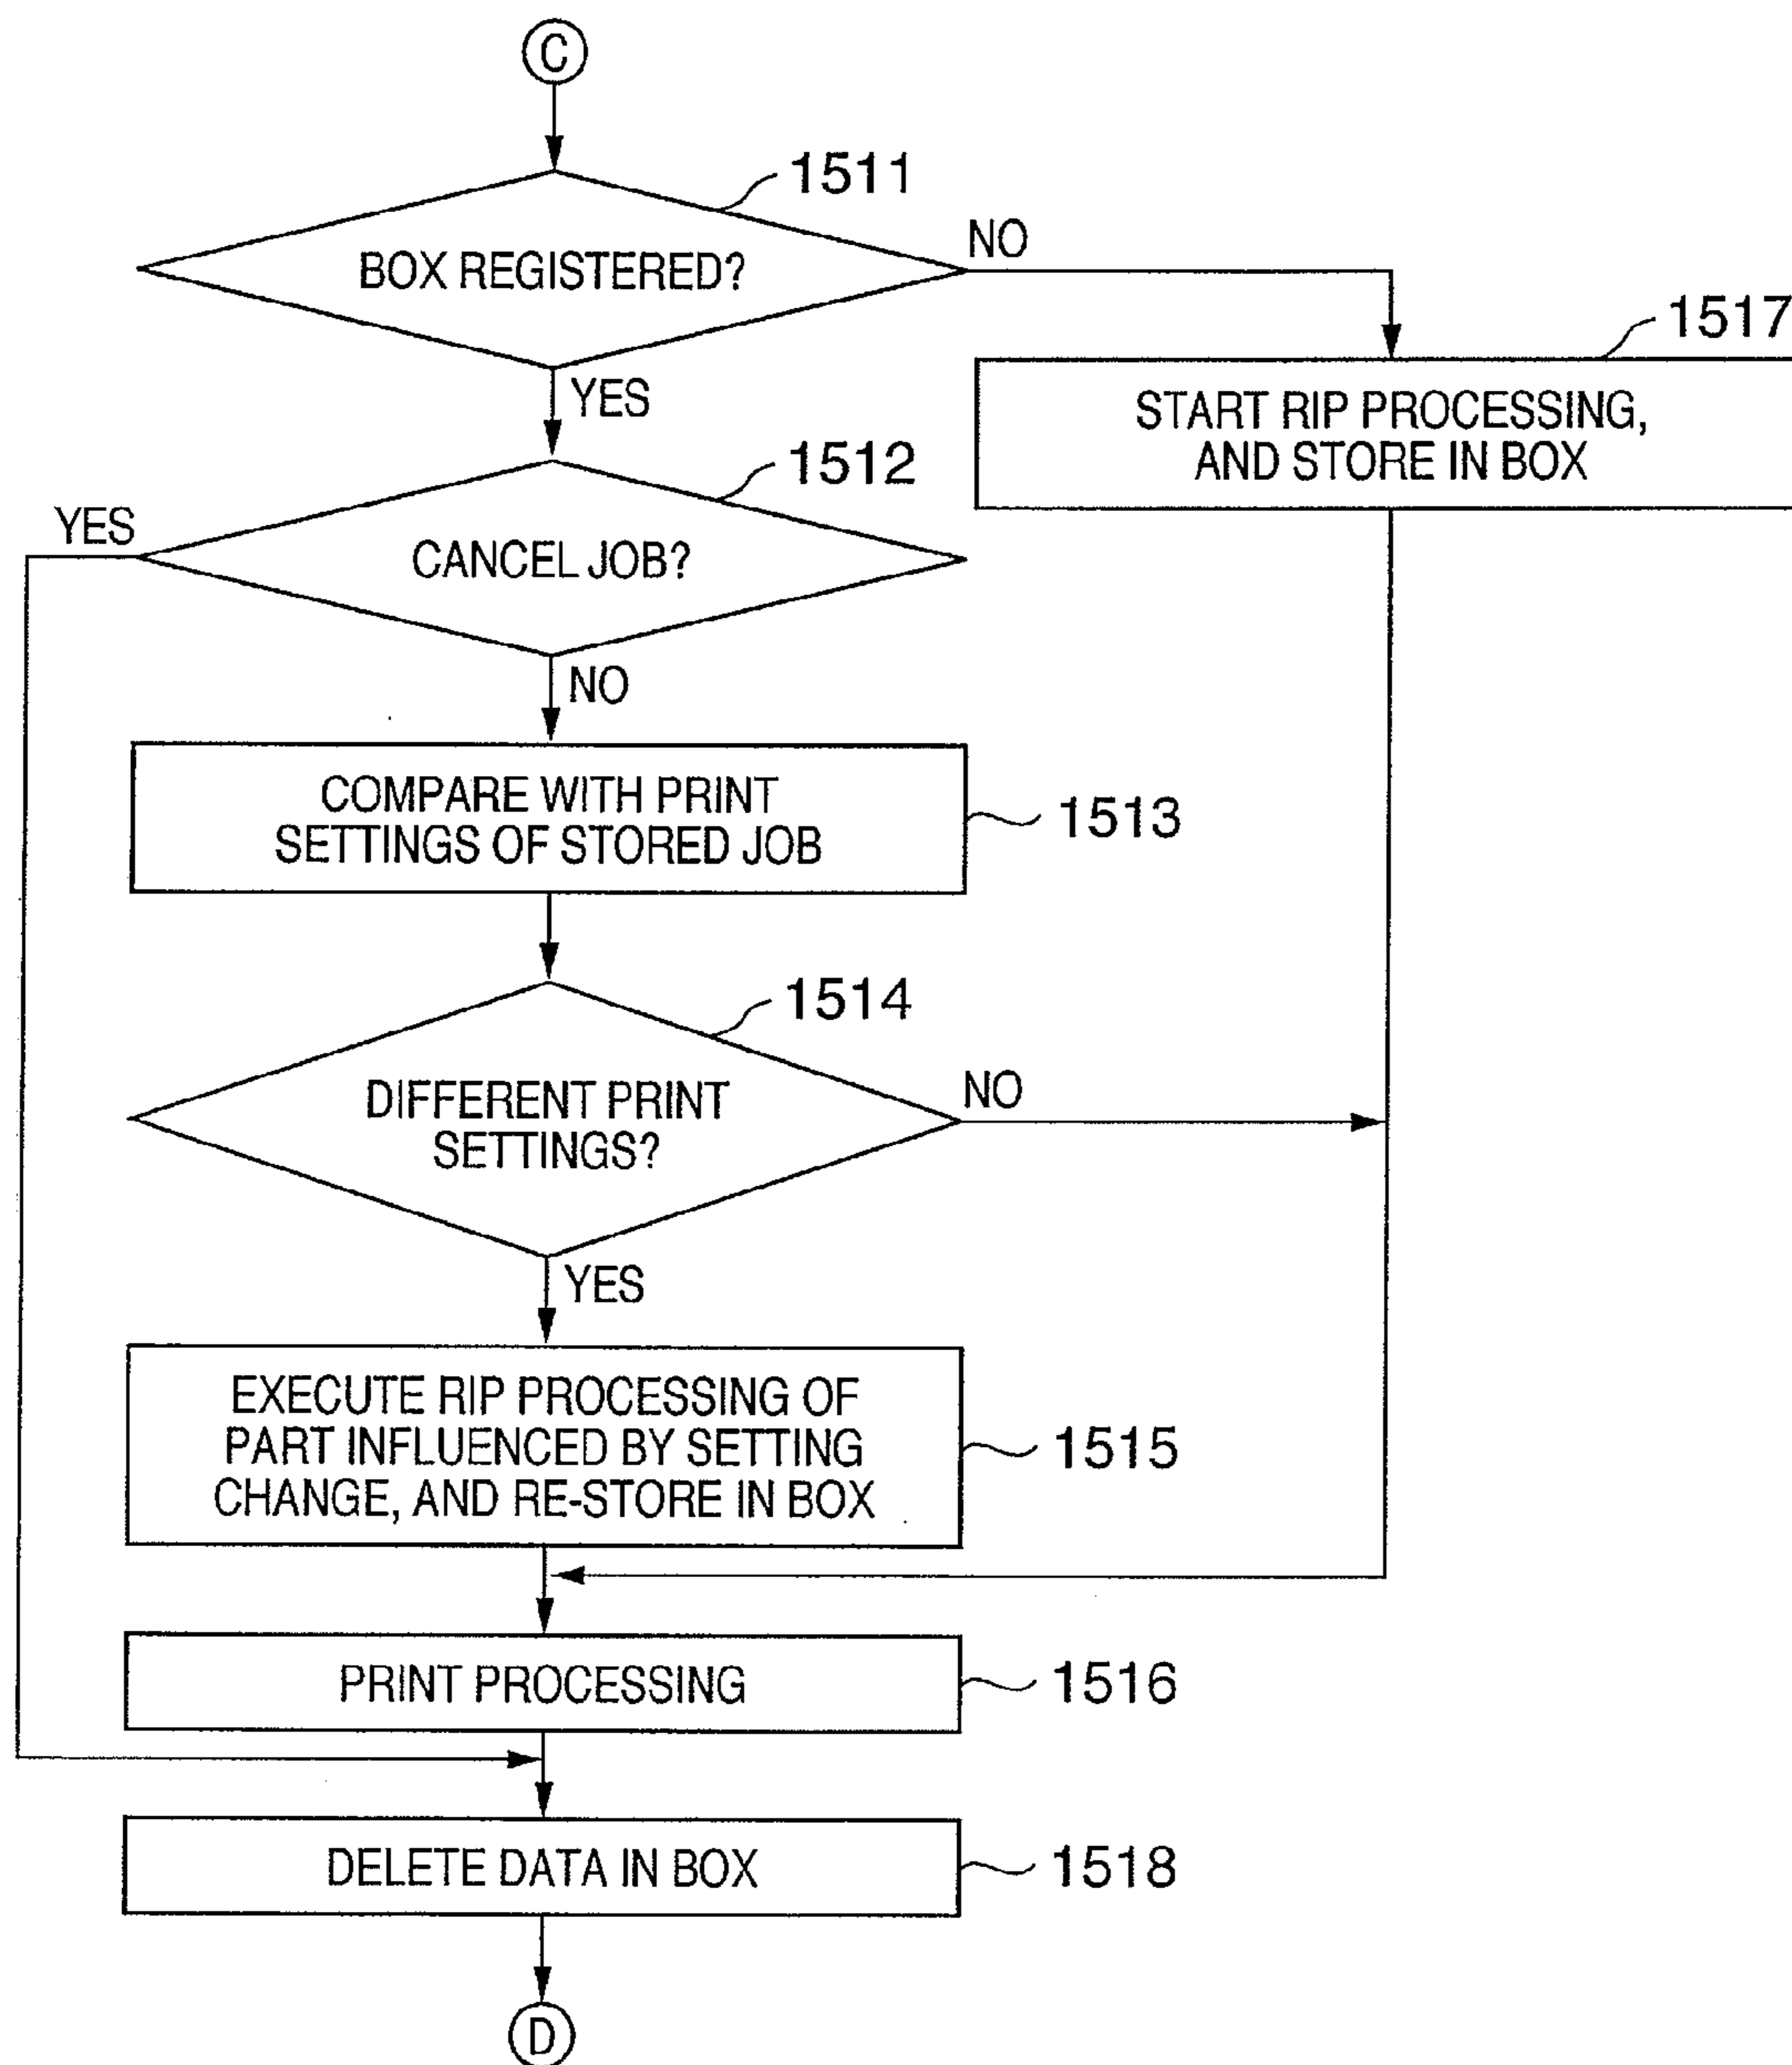 C
1511
BOX REGISTERED?
NO
1517
YES
START RIP PROCESSING,
AND STORE IN BOX
1512
YES
CANCEL JOB?
NO
COMPARE WITH PRINT
SETTINGS OF STORED JOB
1513
1514
DIFFERENT PRINT
SETTINGS?
NO
YES
EXECUTE RIP PROCESSING OF
PART INFLUENCED BY SETTING
CHANGE, AND RE-STORE IN BOX
1515
PRINT PROCESSING
1516
DELETE DATA IN BOX
1518
D